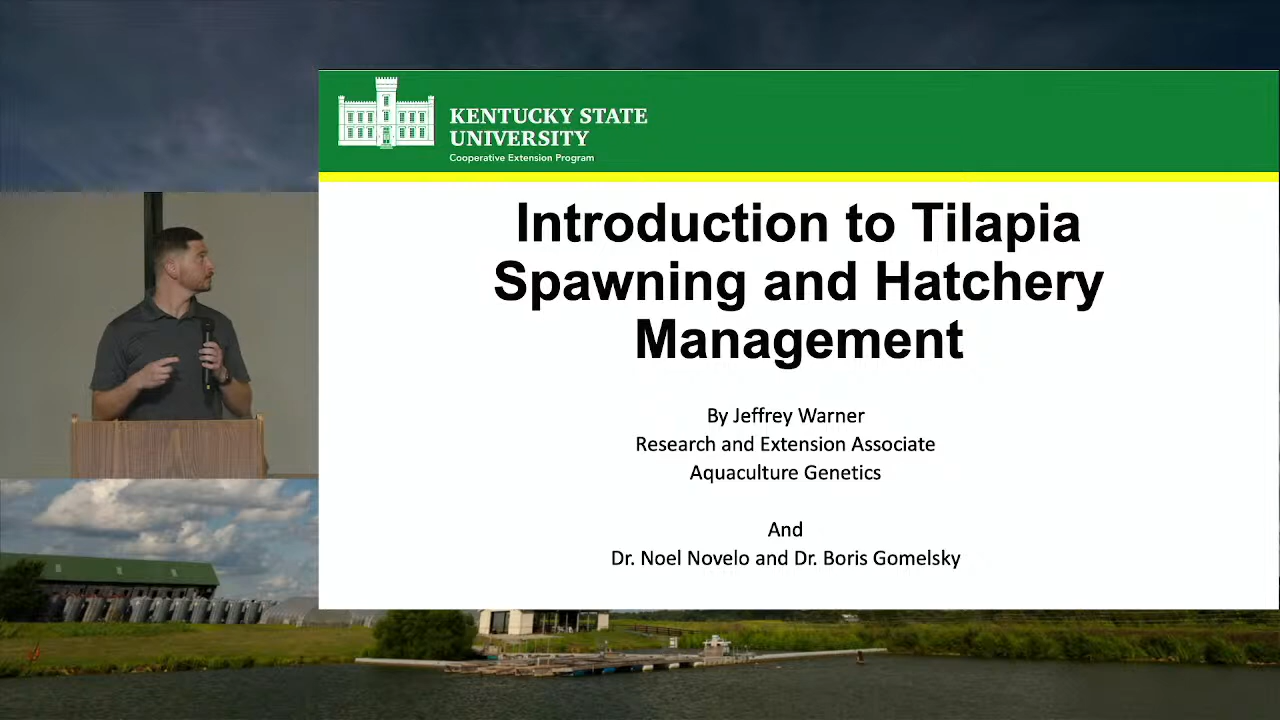 KENTUCKY STATE
UNIVERSITY
Cooperative Extension Program
Introduction to Tilapia
Spawning and Hatchery
Management
By Jeffrey Warner
Research and Extension Associate
Aquaculture Genetics
And
Dr. Noel Novelo and Dr. Boris Gomelsky